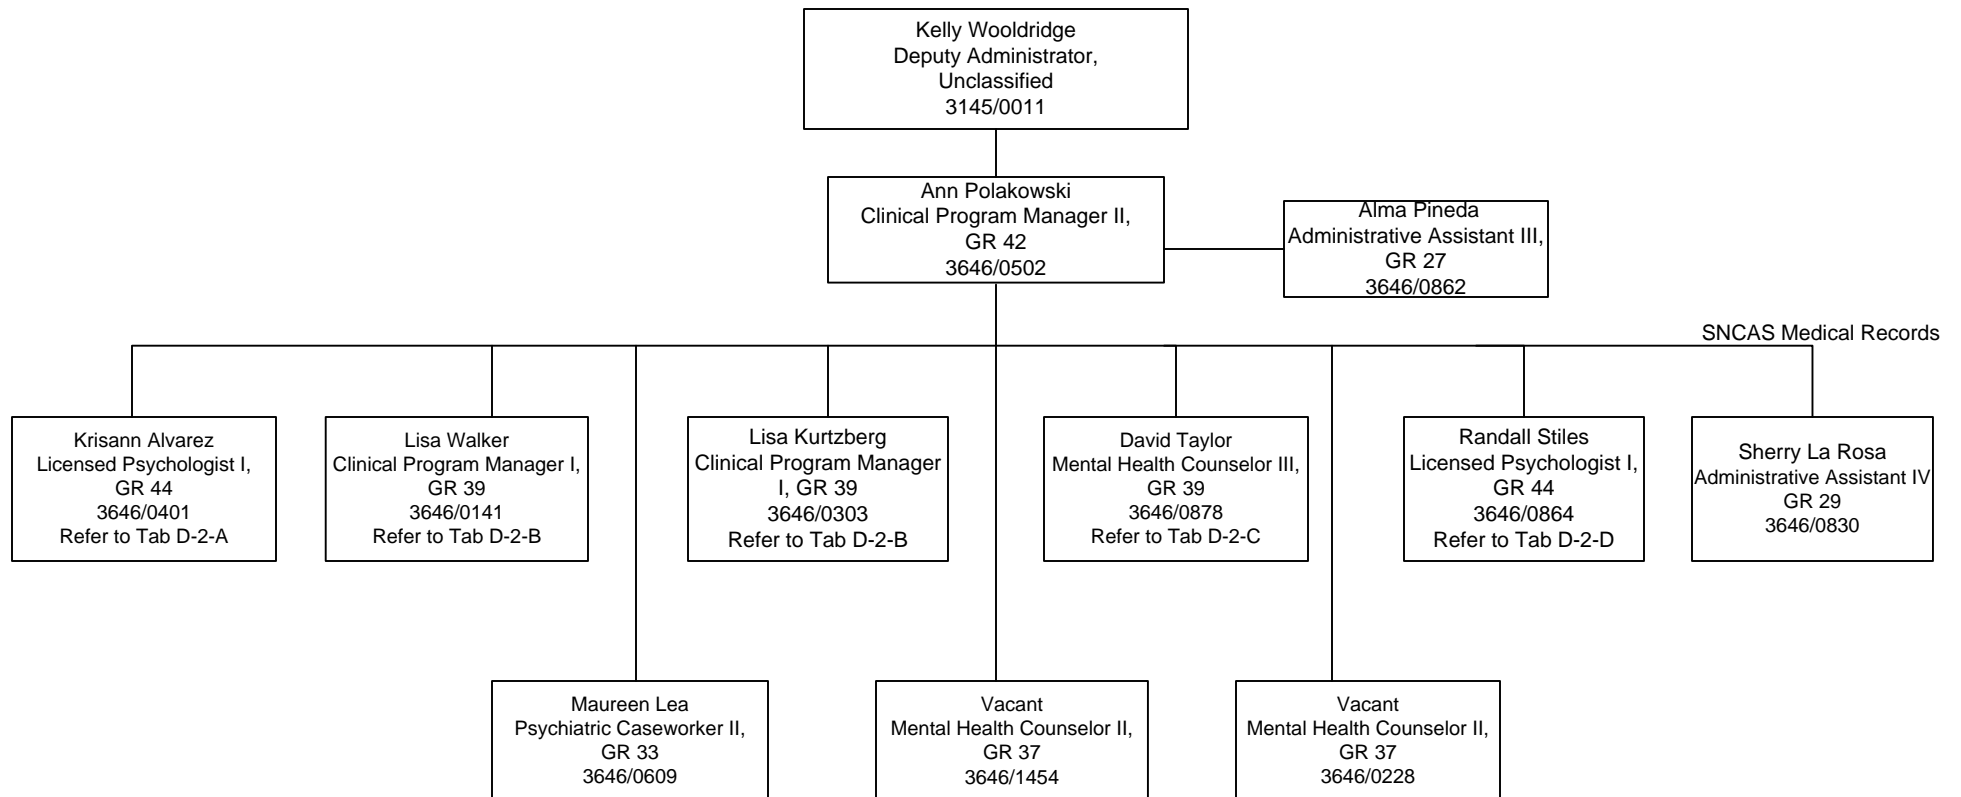 Kelly Wooldridge
Deputy Administrator,
Unclassified
3145/0011
Ann Polakowski
Clinical Program Manager II,
GR 42
3646/0502
Alma Pineda
Administrative Assistant III,
GR 27
3646/0862
SNCAS Medical Records
Krisann Alvarez
Licensed Psychologist I,
GR 44
3646/0401
Refer to Tab D-2-A
Lisa Walker
Clinical Program Manager I,
GR 39
3646/0141
Refer to Tab D-2-B
Lisa Kurtzberg
Clinical Program Manager
I, GR 39
3646/0303
Refer to Tab D-2-B
David Taylor
Mental Health Counselor III,
GR 39
3646/0878
Refer to Tab D-2-C
Randall Stiles
Licensed Psychologist I,
GR 44
3646/0864
Refer to Tab D-2-D
Sherry La Rosa
Administrative Assistant IV
GR 29
3646/0830
Maureen Lea
Psychiatric Caseworker II,
GR 33
3646/0609
Vacant
Mental Health Counselor II,
GR 37
3646/1454
Vacant
Mental Health Counselor II,
GR 37
3646/0228